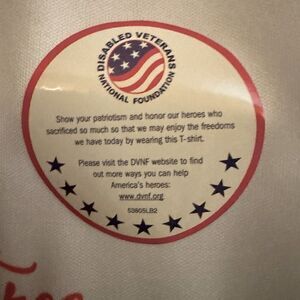 DISABLED VETERANS
NATIONAL FOUNDATION
Show your patriotism and honor our heroes who
sacrificed so much so that we may enjoy the freedoms
we have today by wearing this T-shirt.
Please visit the DVNF website to find
out more ways you can help
America's heroes:
www.dvnf.org.
53805LB2